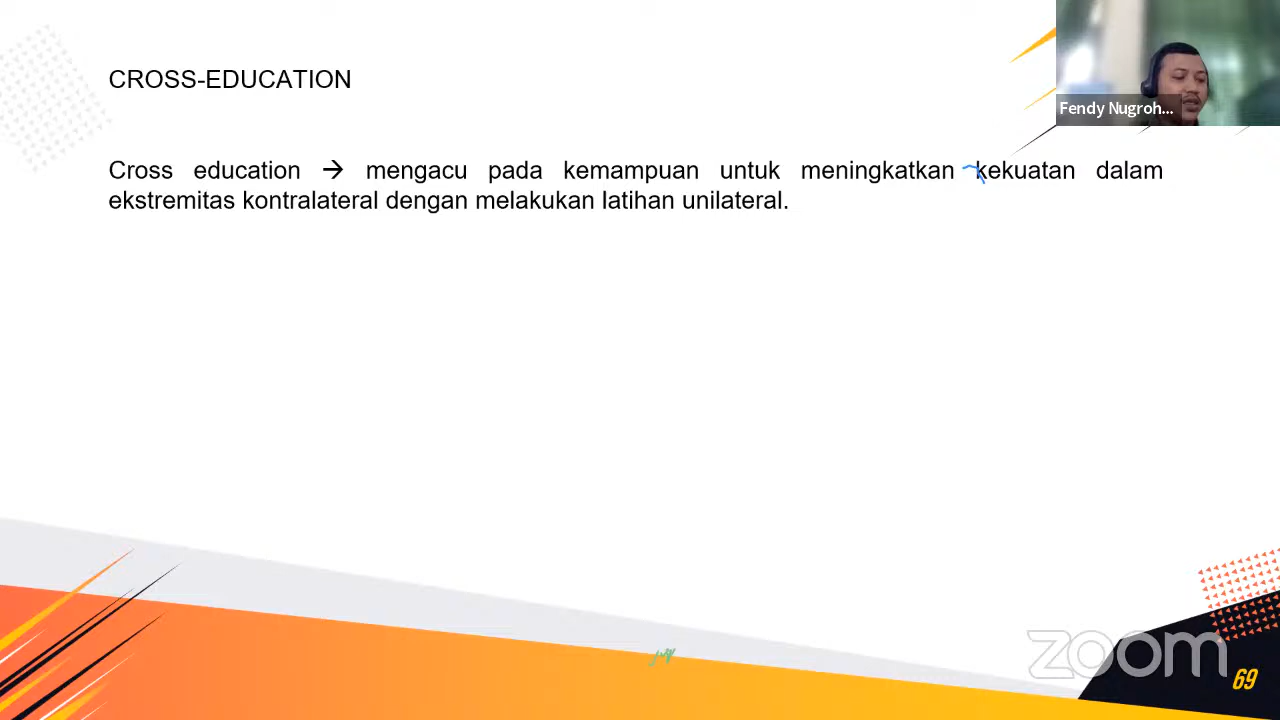 CROSS-EDUCATION
Fendy Nugroh...
Cross education → mengacu pada kemampuan untuk meningkatkan kekuatan dalam
ekstremitas kontralateral dengan melakukan latihan unilateral.
zoom
69